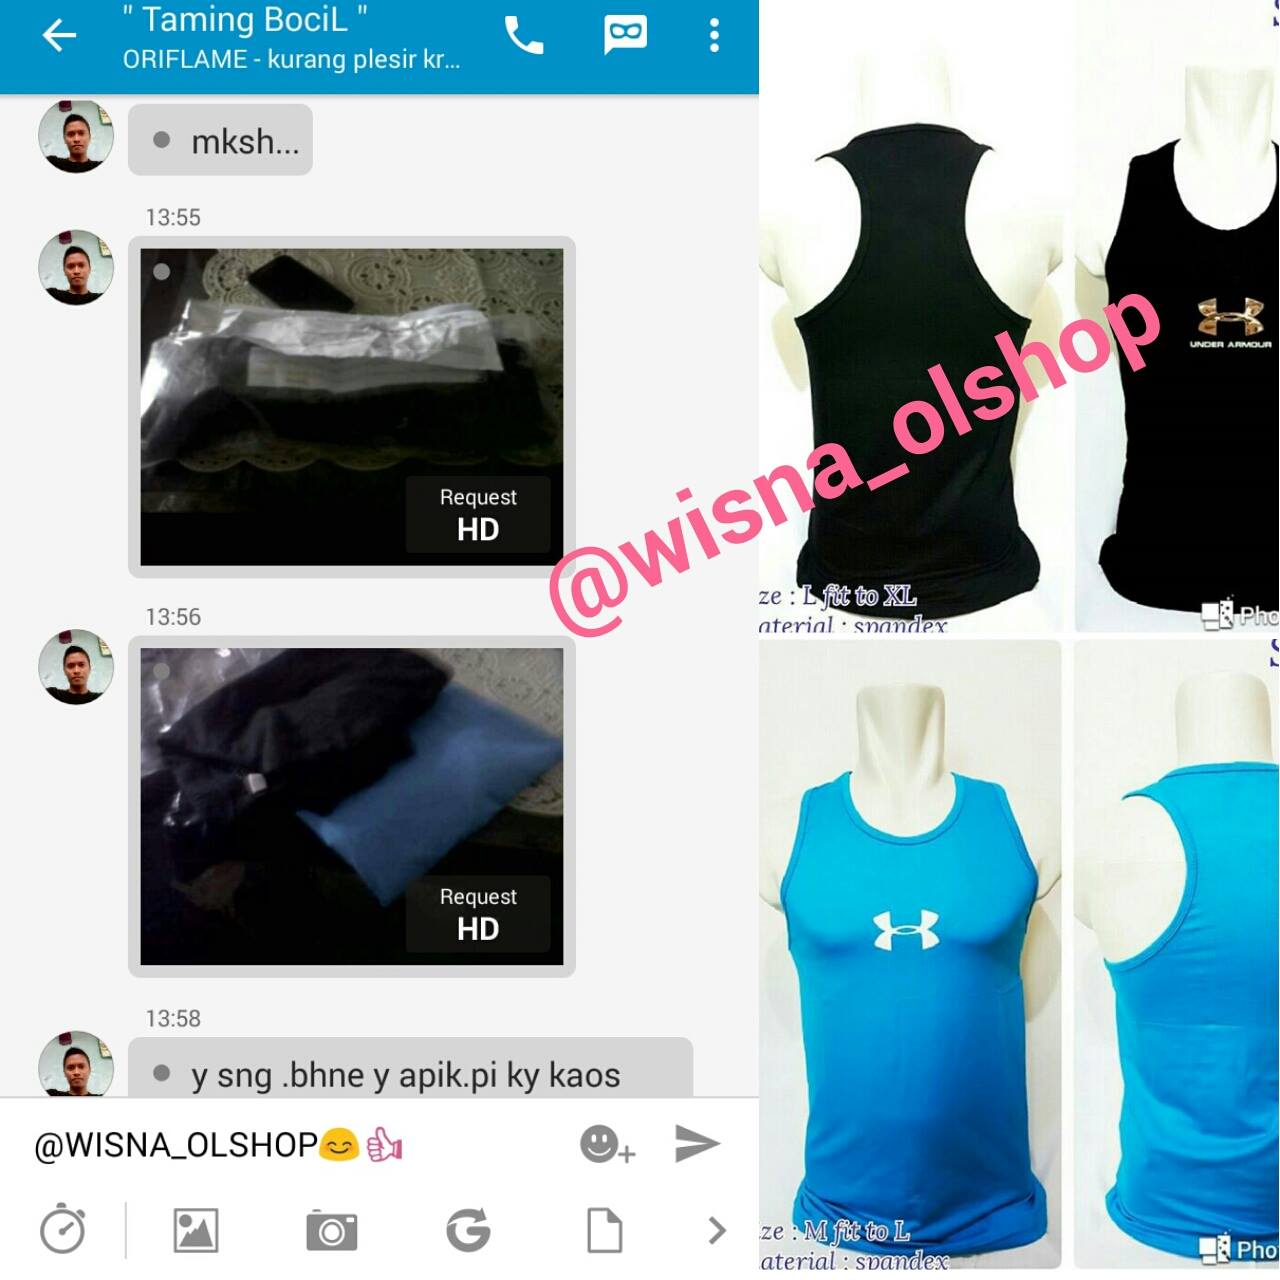 " Taming BociL "
ORIFLAME - kurang plesir kr...
mksh...
13:55
Request
HD
13:56
Request
HD
13:58
y sng .bhne y apik.pi ky kaos
@WISNA_OLSHOP😊👍
@wisna_olshop
UNDER ARMOUR
ze : L fit to XL
aterial : spandex
Pho
ze : M fit to L
aterial : spandex
Pho